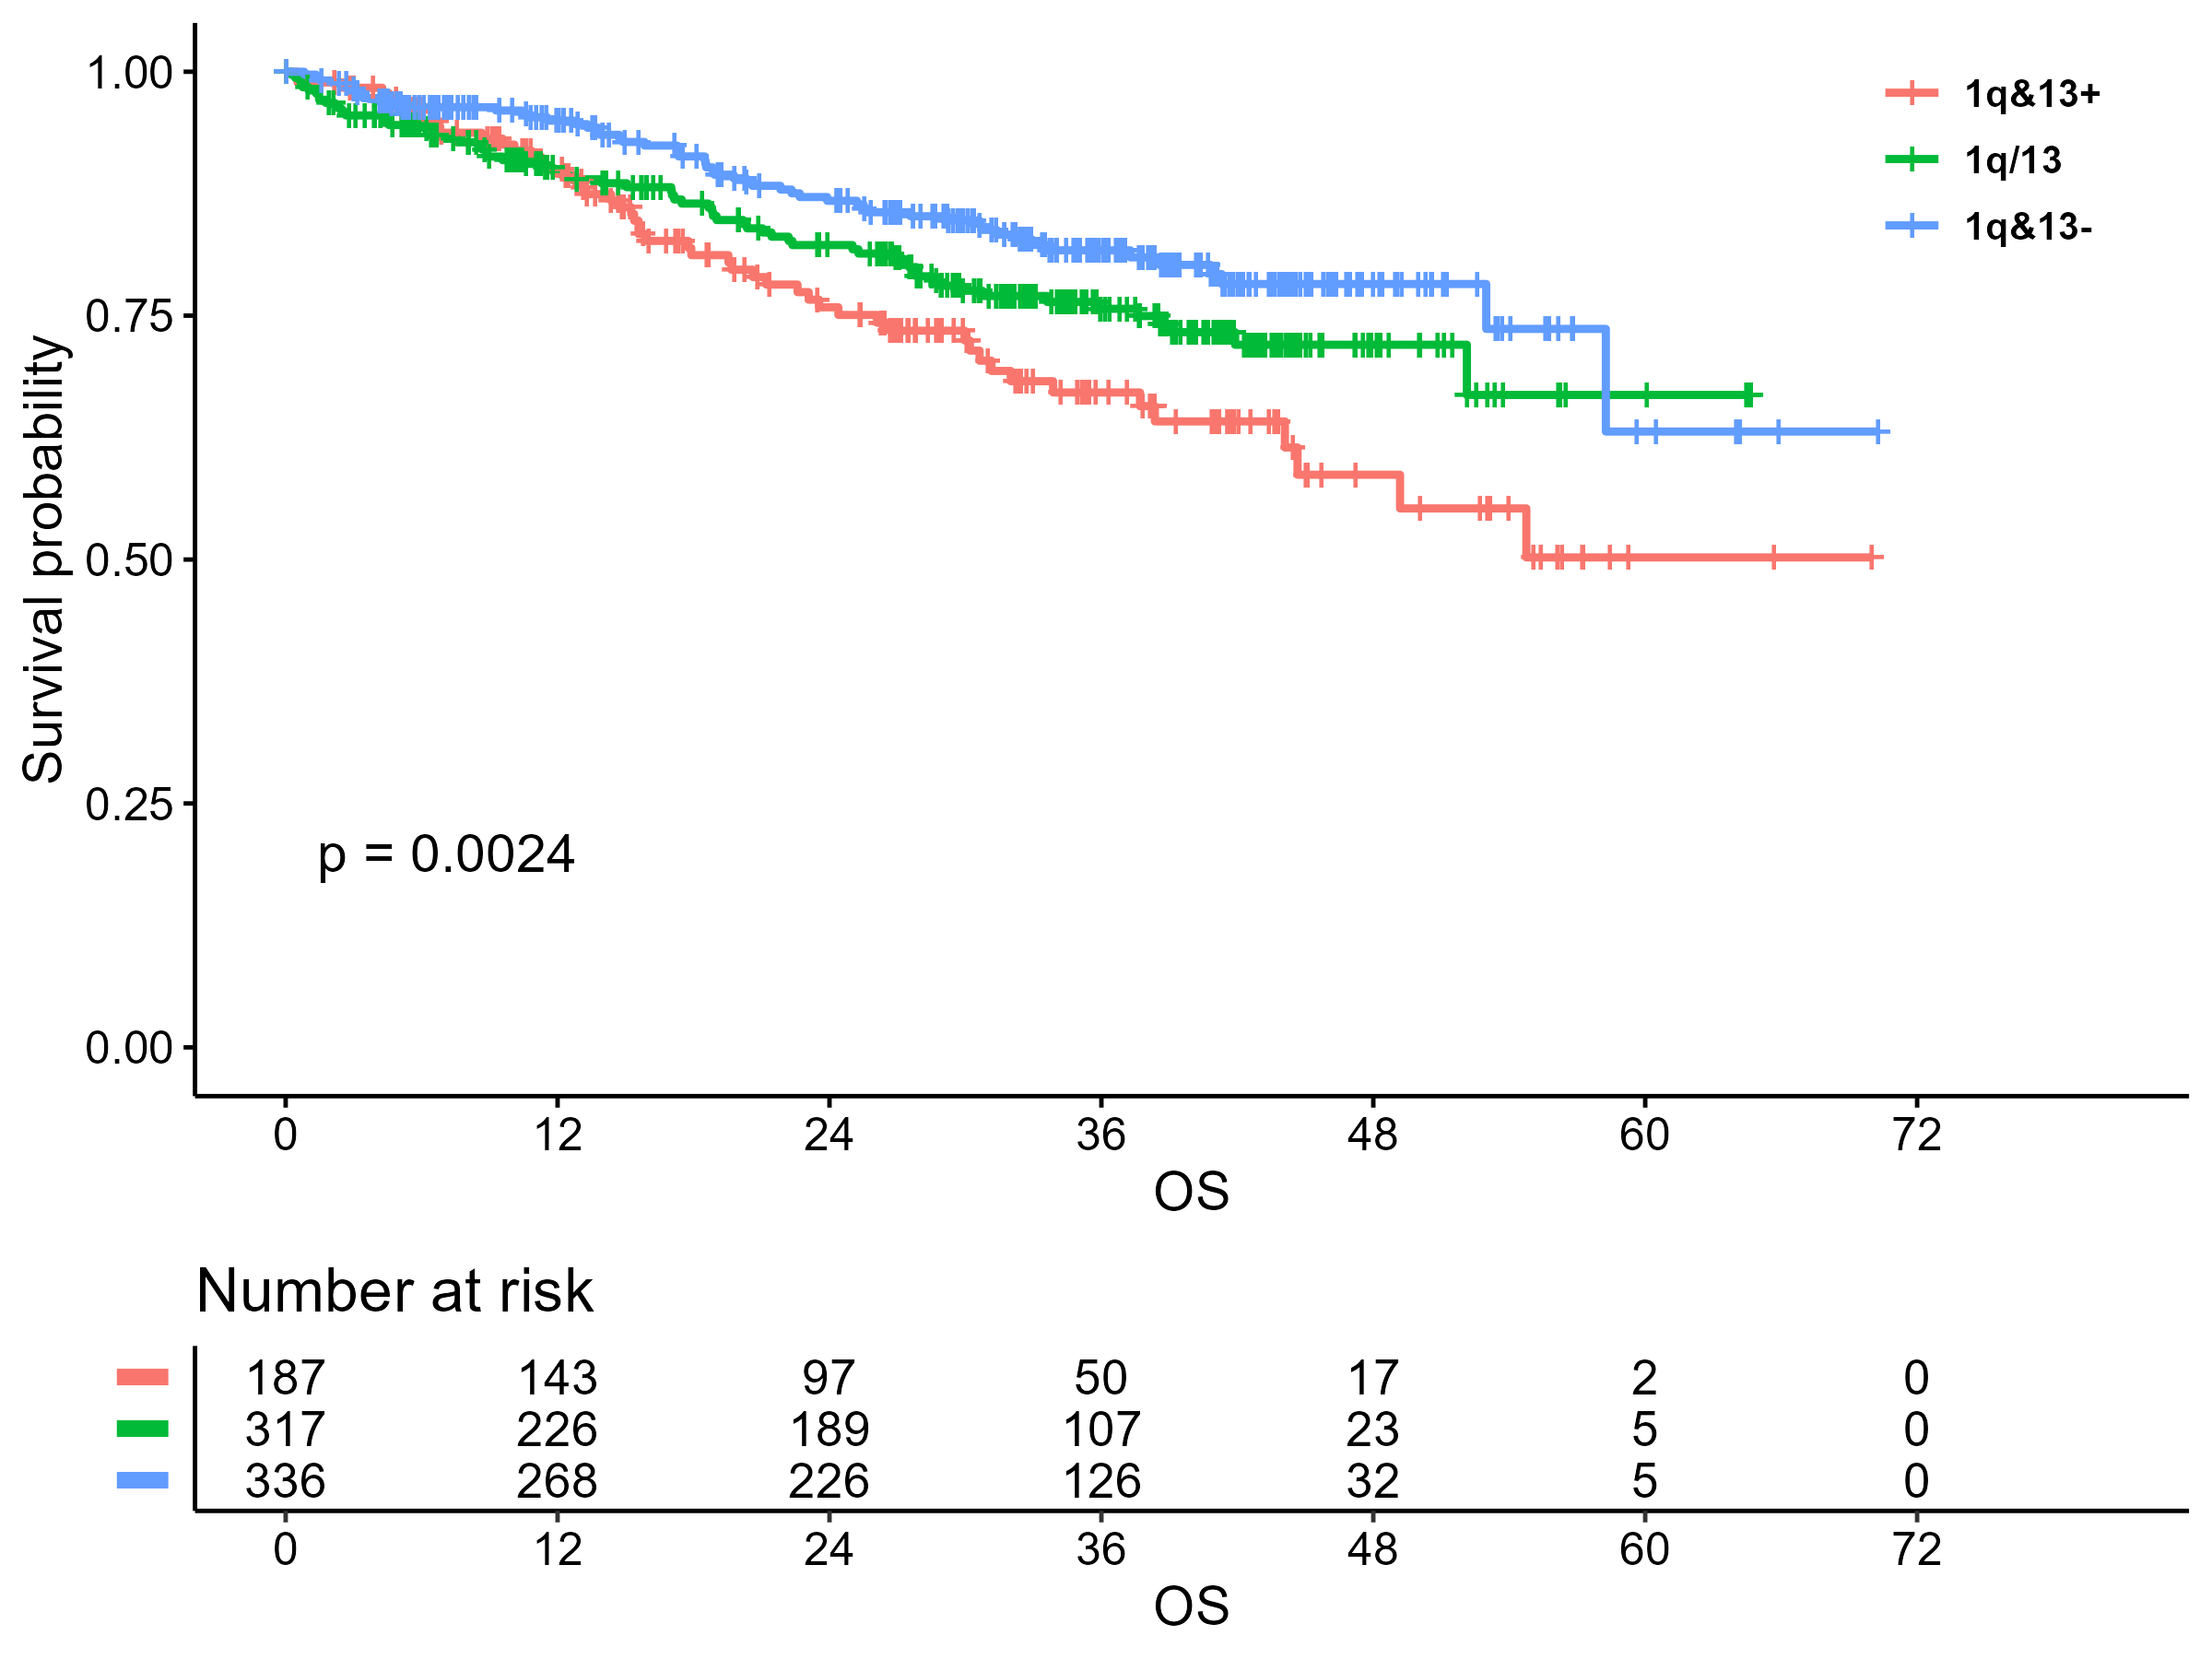 1.00
0.75
0.50
0.25
0.00
Survival probability
1q&13+
1q/13
1q&13-
p = 0.0024
0 12 24 36 48 60 72
OS
Number at risk
187 143 97 50 17 2 0
317 226 189 107 23 5 0
336 268 226 126 32 5 0
0 12 24 36 48 60 72
OS